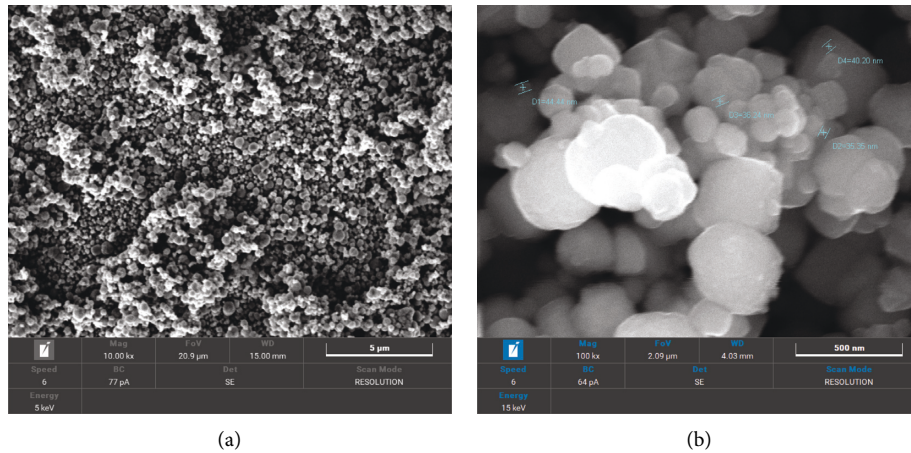 D4=40.20 nm
D1=44.44 nm
D2=35.35 nm
Mag FoV WD
10.00 kx 20.9 µm 15.00 mm 5 µm
Speed BC Det Scan Mode
6 77 pA SE RESOLUTION
Energy
5 keV
Mag FoV WD
100 kx 2.09 µm 4.03 mm 500 nm
Speed BC Det Scan Mode
6 64 pA SE RESOLUTION
Energy
15 keV
(a) (b)